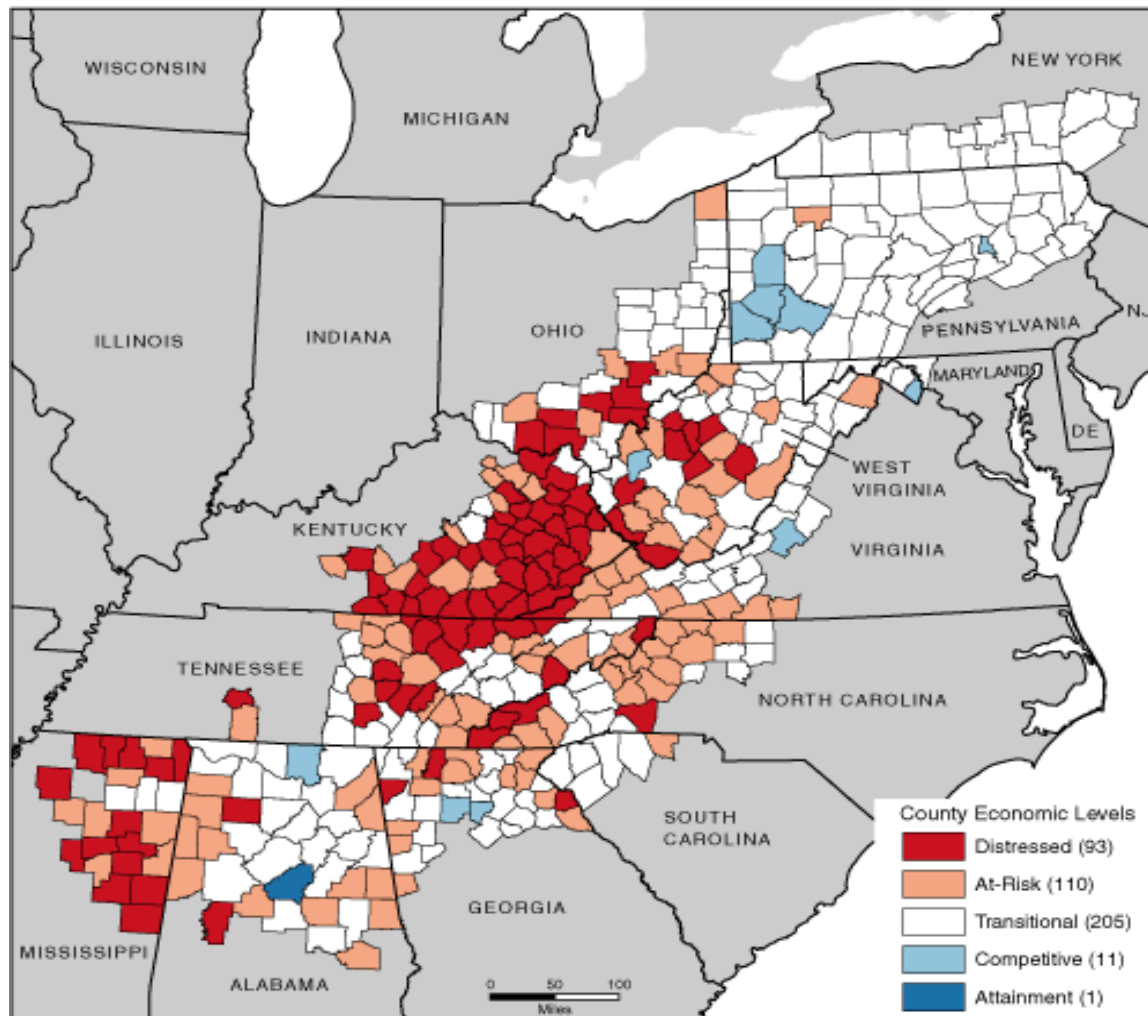 WISCONSIN
MICHIGAN
NEW YORK
ILLINOIS
INDIANA
OHIO
PENNSYLVANIA
NJ
MARYLAND
DE
WEST
VIRGINIA
KENTUCKY
VIRGINIA
TENNESSEE
NORTH CAROLINA
SOUTH
CAROLINA
GEORGIA
MISSISSIPPI
ALABAMA
0 50 100
Miles
County Economic Levels
Distressed (93)
At-Risk (110)
Transitional (205)
Competitive (11)
Attainment (1)